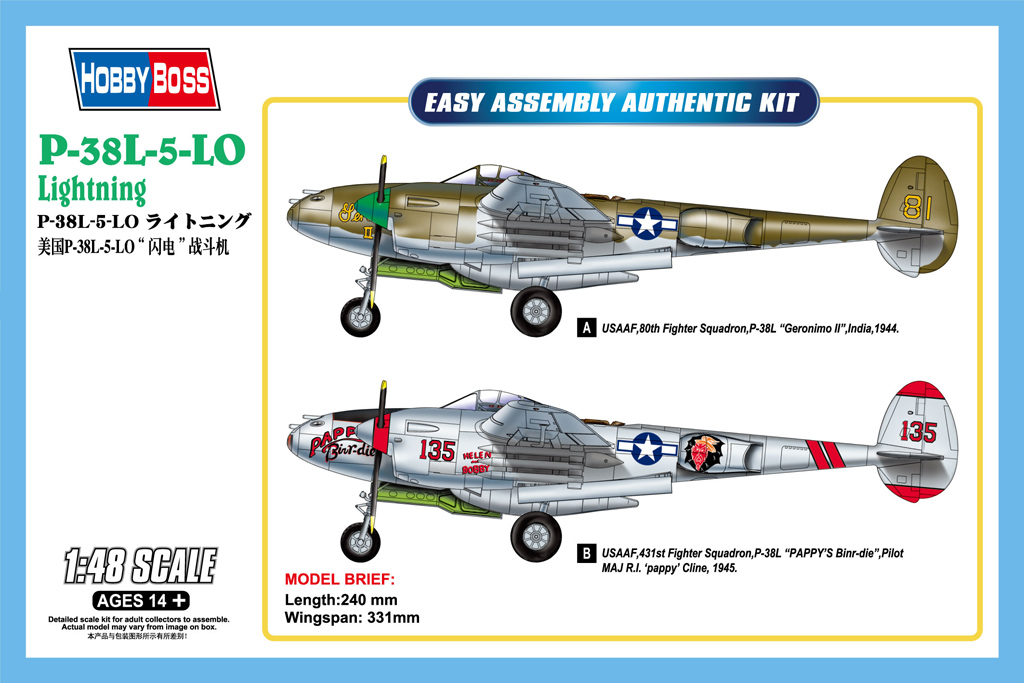 HOBBY BOSS
EASY ASSEMBLY AUTHENTIC KIT
P-38L-5-LO
Lightning
P-38L-5-LO ライトニング
美国P-38L-5-LO“闪电”战斗机
II
81
A USAAF,80th Fighter Squadron,P-38L “Geronimo II”,India,1944.
PAPP
Binr-die
135
HELEN
and
BOBBY
135
B USAAF,431st Fighter Squadron,P-38L “PAPPY'S Binr-die”,Pilot
MAJ R.I. ‘pappy’ Cline, 1945.
1:48 SCALE
AGES 14 +
Detailed scale kit for adult collectors to assemble.
Actual model may vary from image on box.
本产品与包装图形所示有所差别!
MODEL BRIEF:
Length:240 mm
Wingspan: 331mm